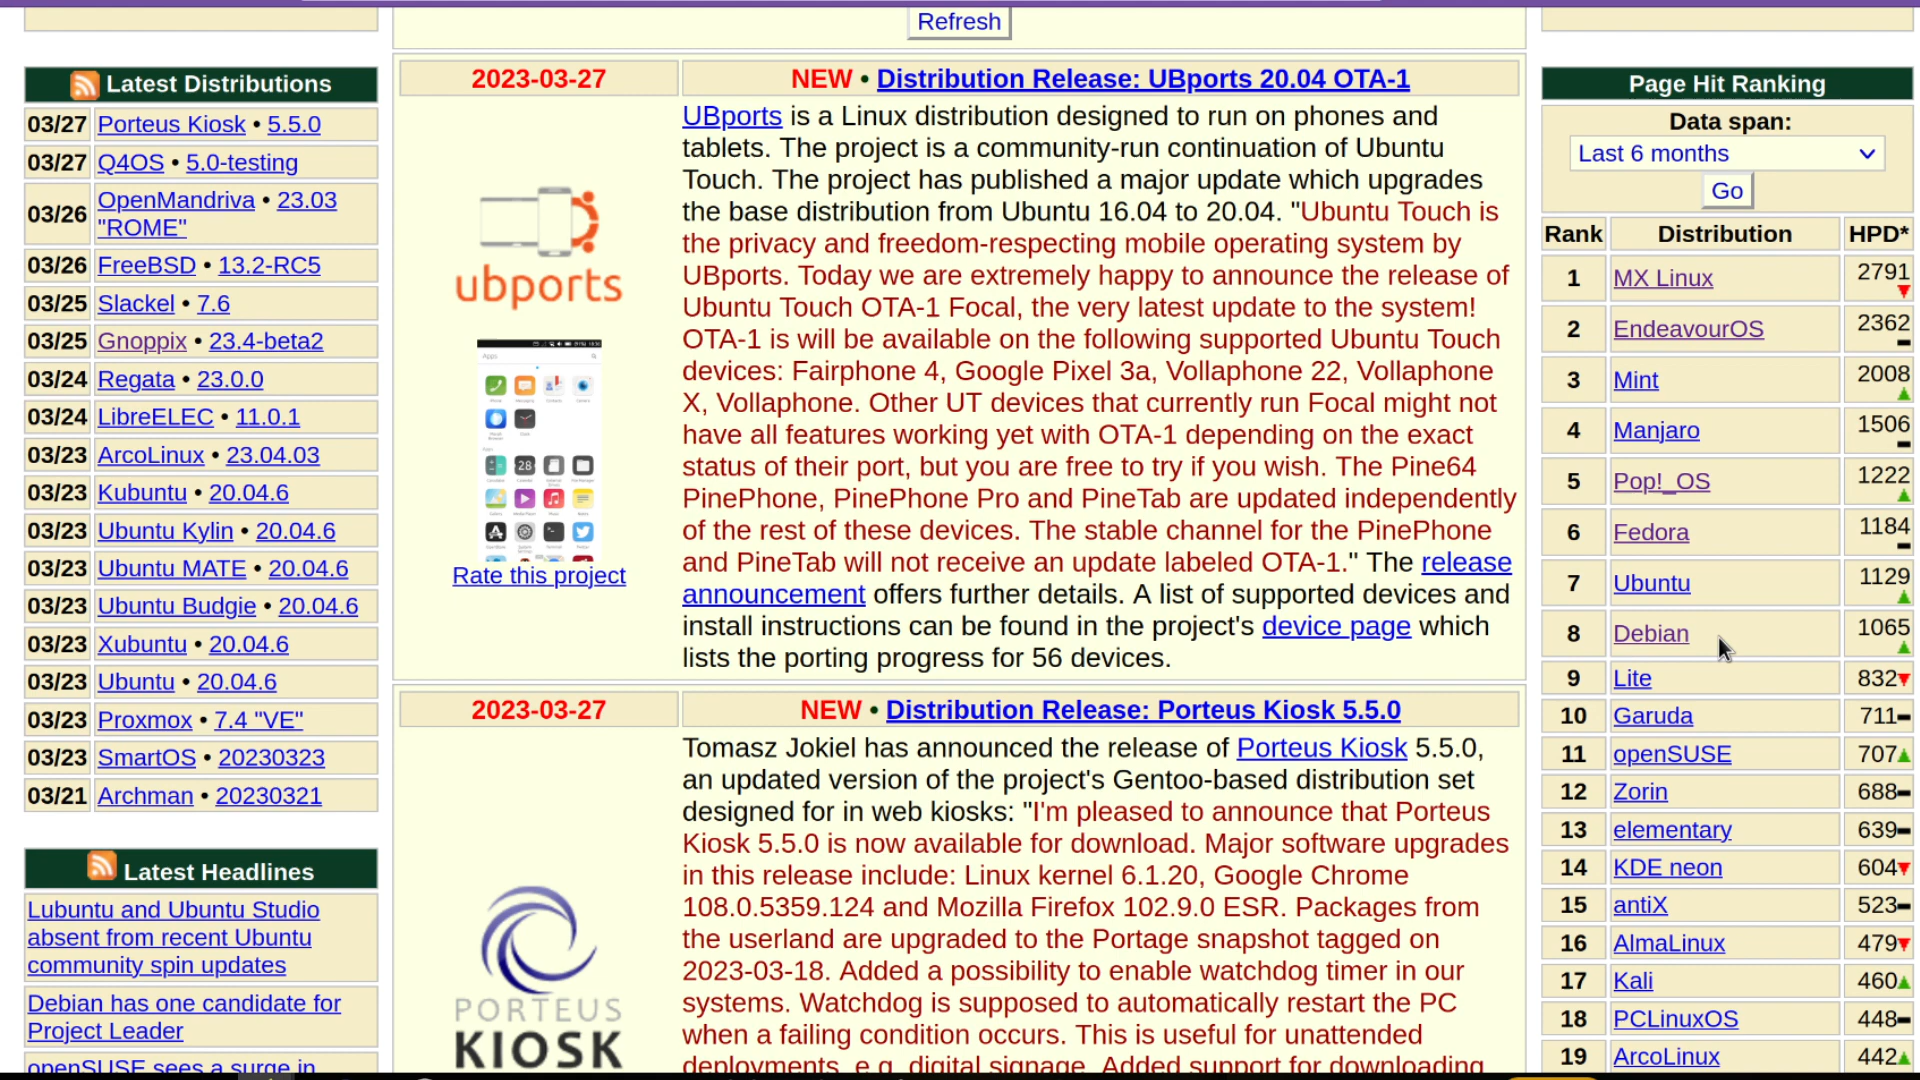 Refresh
Latest Distributions
03/27 Porteus Kiosk • 5.5.0
03/27 Q4OS • 5.0-testing
03/26 OpenMandriva • 23.03
"ROME"
03/26 FreeBSD • 13.2-RC5
03/25 Slackel • 7.6
03/25 Gnoppix • 23.4-beta2
03/24 Regata • 23.0.0
03/24 LibreELEC • 11.0.1
03/23 ArcoLinux • 23.04.03
03/23 Kubuntu • 20.04.6
03/23 Ubuntu Kylin • 20.04.6
03/23 Ubuntu MATE • 20.04.6
03/23 Ubuntu Budgie • 20.04.6
03/23 Xubuntu • 20.04.6
03/23 Ubuntu • 20.04.6
03/23 Proxmox • 7.4 "VE"
03/23 SmartOS • 20230323
03/21 Archman • 20230321
Latest Headlines
Lubuntu and Ubuntu Studio
absent from recent Ubuntu
community spin updates
Debian has one candidate for
Project Leader
openSUSE sees a surge in
2023-03-27
NEW • Distribution Release: UBports 20.04 OTA-1
ubports
Rate this project
UBports is a Linux distribution designed to run on phones and
tablets. The project is a community-run continuation of Ubuntu
Touch. The project has published a major update which upgrades
the base distribution from Ubuntu 16.04 to 20.04. "Ubuntu Touch is
the privacy and freedom-respecting mobile operating system by
UBports. Today we are extremely happy to announce the release of
Ubuntu Touch OTA-1 Focal, the very latest update to the system!
OTA-1 is will be available on the following supported Ubuntu Touch
devices: Fairphone 4, Google Pixel 3a, Vollaphone 22, Vollaphone
X, Vollaphone. Other UT devices that currently run Focal might not
have all features working yet with OTA-1 depending on the exact
status of their port, but you are free to try if you wish. The Pine64
PinePhone, PinePhone Pro and PineTab are updated independently
of the rest of these devices. The stable channel for the PinePhone
and PineTab will not receive an update labeled OTA-1." The release
announcement offers further details. A list of supported devices and
install instructions can be found in the project's device page which
lists the porting progress for 56 devices.
2023-03-27
NEW • Distribution Release: Porteus Kiosk 5.5.0
PORTEUS
KIOSK
Tomasz Jokiel has announced the release of Porteus Kiosk 5.5.0,
an updated version of the project's Gentoo-based distribution set
designed for in web kiosks: "I'm pleased to announce that Porteus
Kiosk 5.5.0 is now available for download. Major software upgrades
in this release include: Linux kernel 6.1.20, Google Chrome
108.0.5359.124 and Mozilla Firefox 102.9.0 ESR. Packages from
the userland are upgraded to the Portage snapshot tagged on
2023-03-18. Added a possibility to enable watchdog timer in our
systems. Watchdog is supposed to automatically restart the PC
when a failing condition occurs. This is useful for unattended
deployments, e.g. digital signage. Added support for downloading
Page Hit Ranking
Data span:
Last 6 months
Go
Rank Distribution HPD*
1 MX Linux 2791
2 EndeavourOS 2362
3 Mint 2008
4 Manjaro 1506
5 Pop!_OS 1222
6 Fedora 1184
7 Ubuntu 1129
8 Debian 1065
9 Lite 832
10 Garuda 711
11 openSUSE 707
12 Zorin 688
13 elementary 639
14 KDE neon 604
15 antiX 523
16 AlmaLinux 479
17 Kali 460
18 PCLinuxOS 448
19 ArcoLinux 442